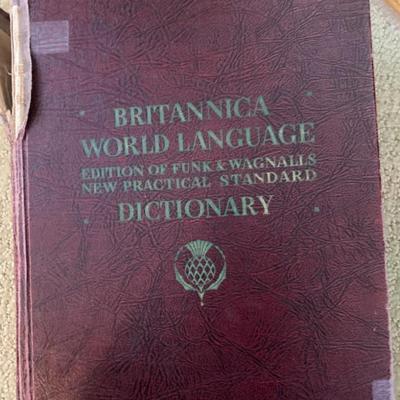 BRITANNICA
WORLD LANGUAGE
EDITION OF FUNK & WAGNALLS
NEW PRACTICAL STANDARD
DICTIONARY